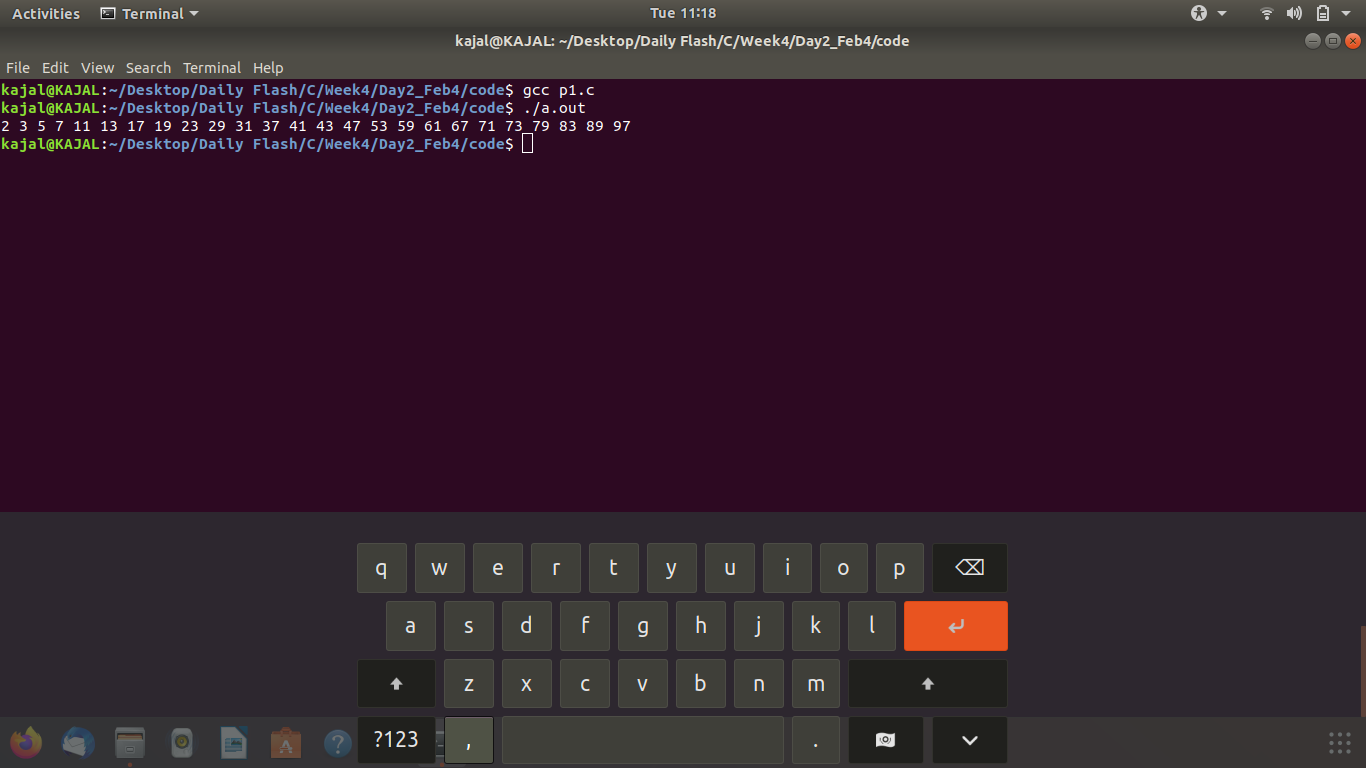 Activities Terminal Tue 11:18
kajal@KAJAL: ~/Desktop/Daily Flash/C/Week4/Day2_Feb4/code
File Edit View Search Terminal Help
kajal@KAJAL:~/Desktop/Daily Flash/C/Week4/Day2_Feb4/code$ gcc p1.c
kajal@KAJAL:~/Desktop/Daily Flash/C/Week4/Day2_Feb4/code$ ./a.out
2 3 5 7 11 13 17 19 23 29 31 37 41 43 47 53 59 61 67 71 73 79 83 89 97
kajal@KAJAL:~/Desktop/Daily Flash/C/Week4/Day2_Feb4/code$
q w e r t y u i o p
a s d f g h j k l
z x c v b n m
?123 , .